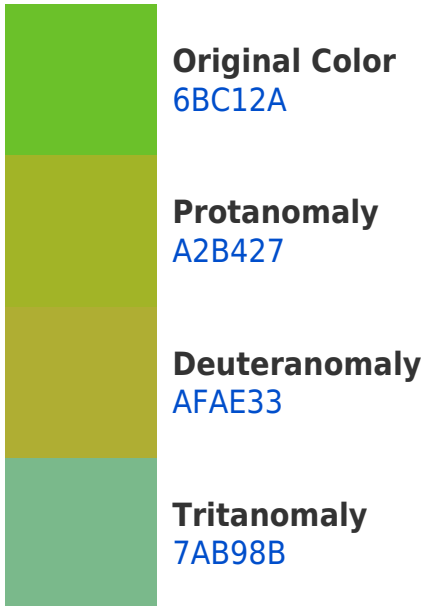 Original Color
6BC12A
Protanomaly
A2B427
Deuteranomaly
AFAE33
Tritanomaly
7AB98B